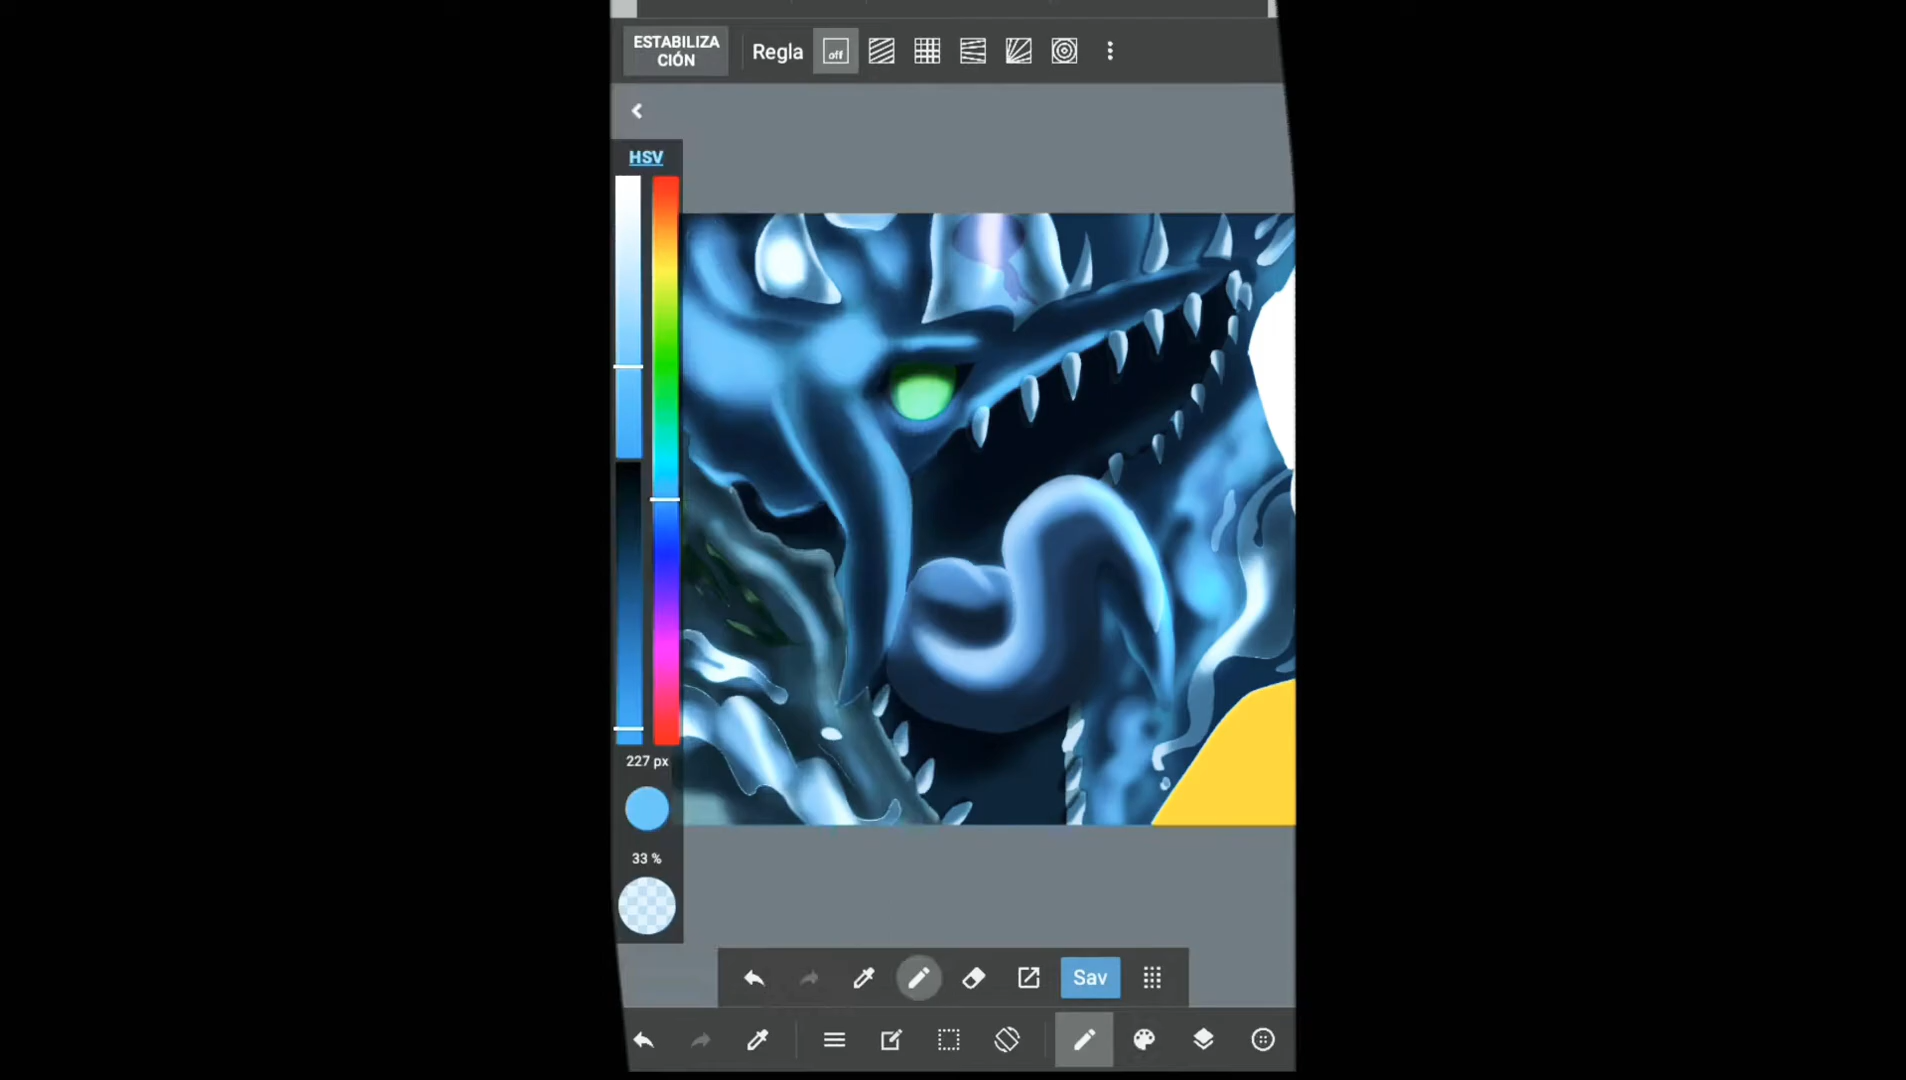 ESTABILIZA
CIÓN
Regla
off
HSV
227 px
33 %
Sav